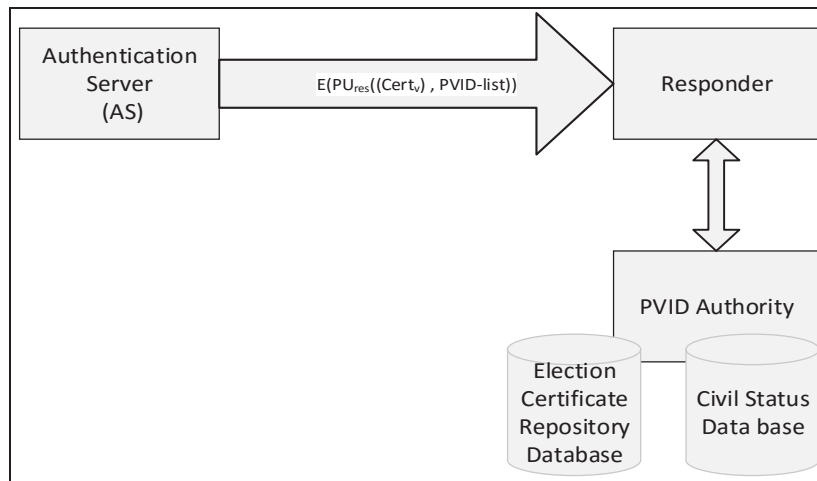 Authentication
Server
(AS)
E(PUres((Certv) , PVID-list))
Responder
PVID Authority
Election
Certificate
Repository
Database
Civil Status
Data base